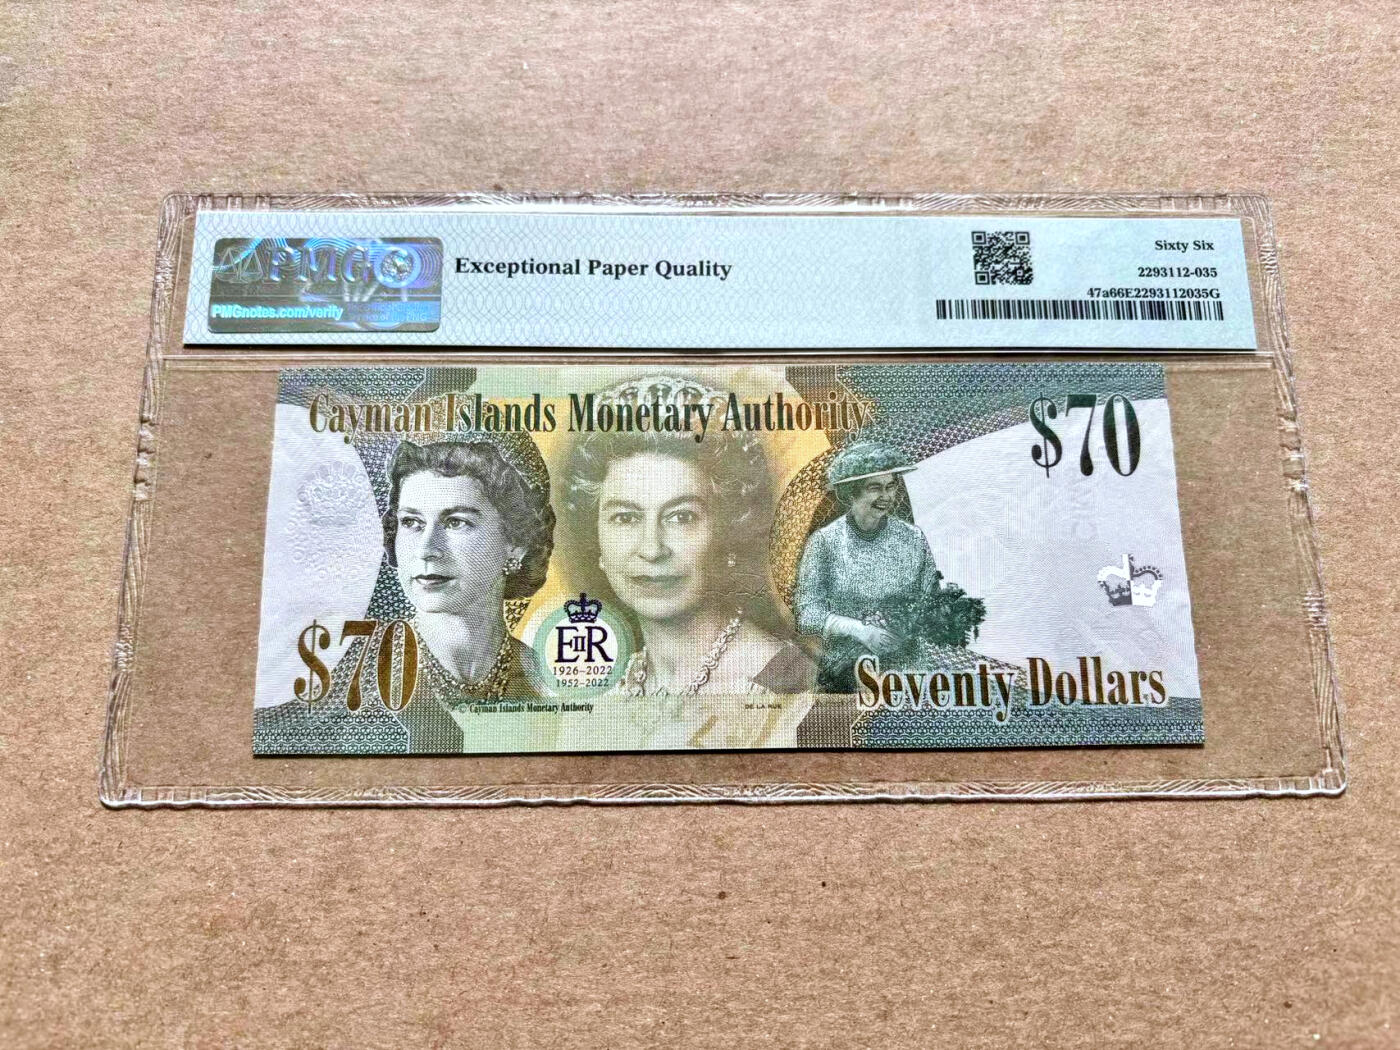 PMG
PMGnotes.com/verify
Exceptional Paper Quality
Sixty Six
2293112-035
47a66E2293112035G
Cayman Islands Monetary Authority
$70
$70
EIIR
1926–2022
1952–2022
© Cayman Islands Monetary Authority
DE LA RUE
Seventy Dollars